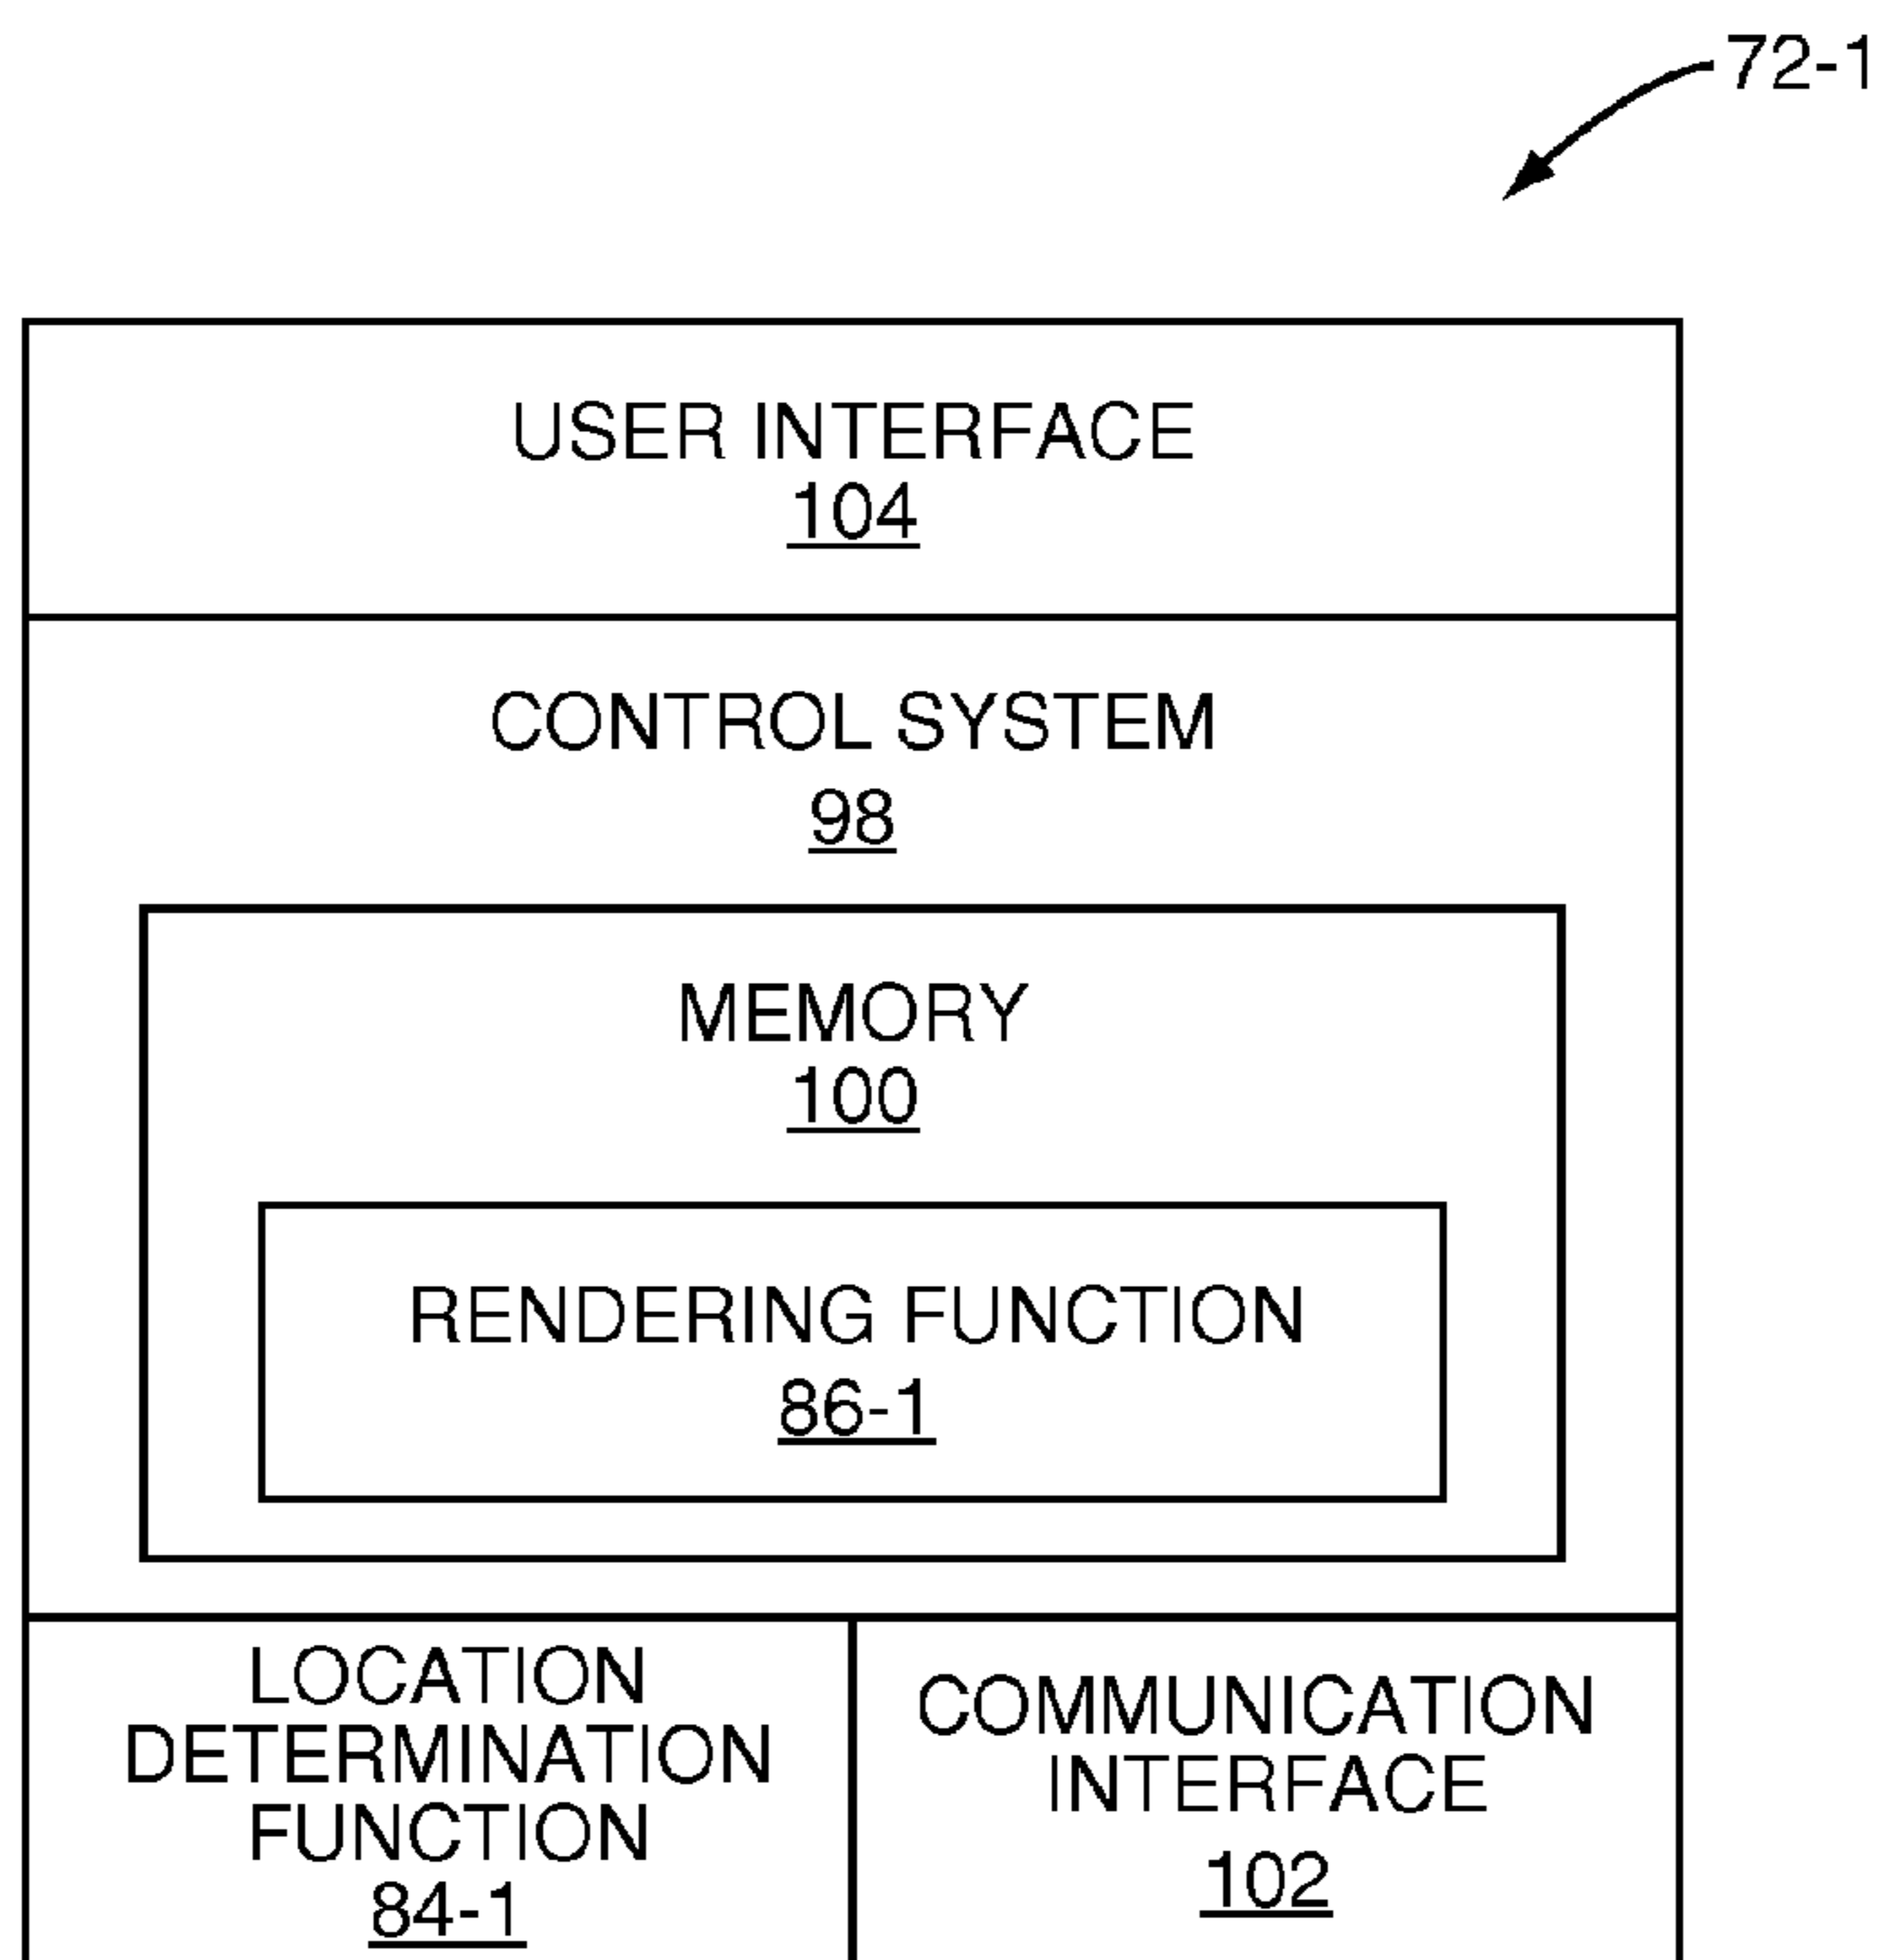 72-1
USER INTERFACE
104
CONTROL SYSTEM
98
MEMORY
100
RENDERING FUNCTION
86-1
LOCATION
DETERMINATION
FUNCTION
84-1
COMMUNICATION
INTERFACE
102